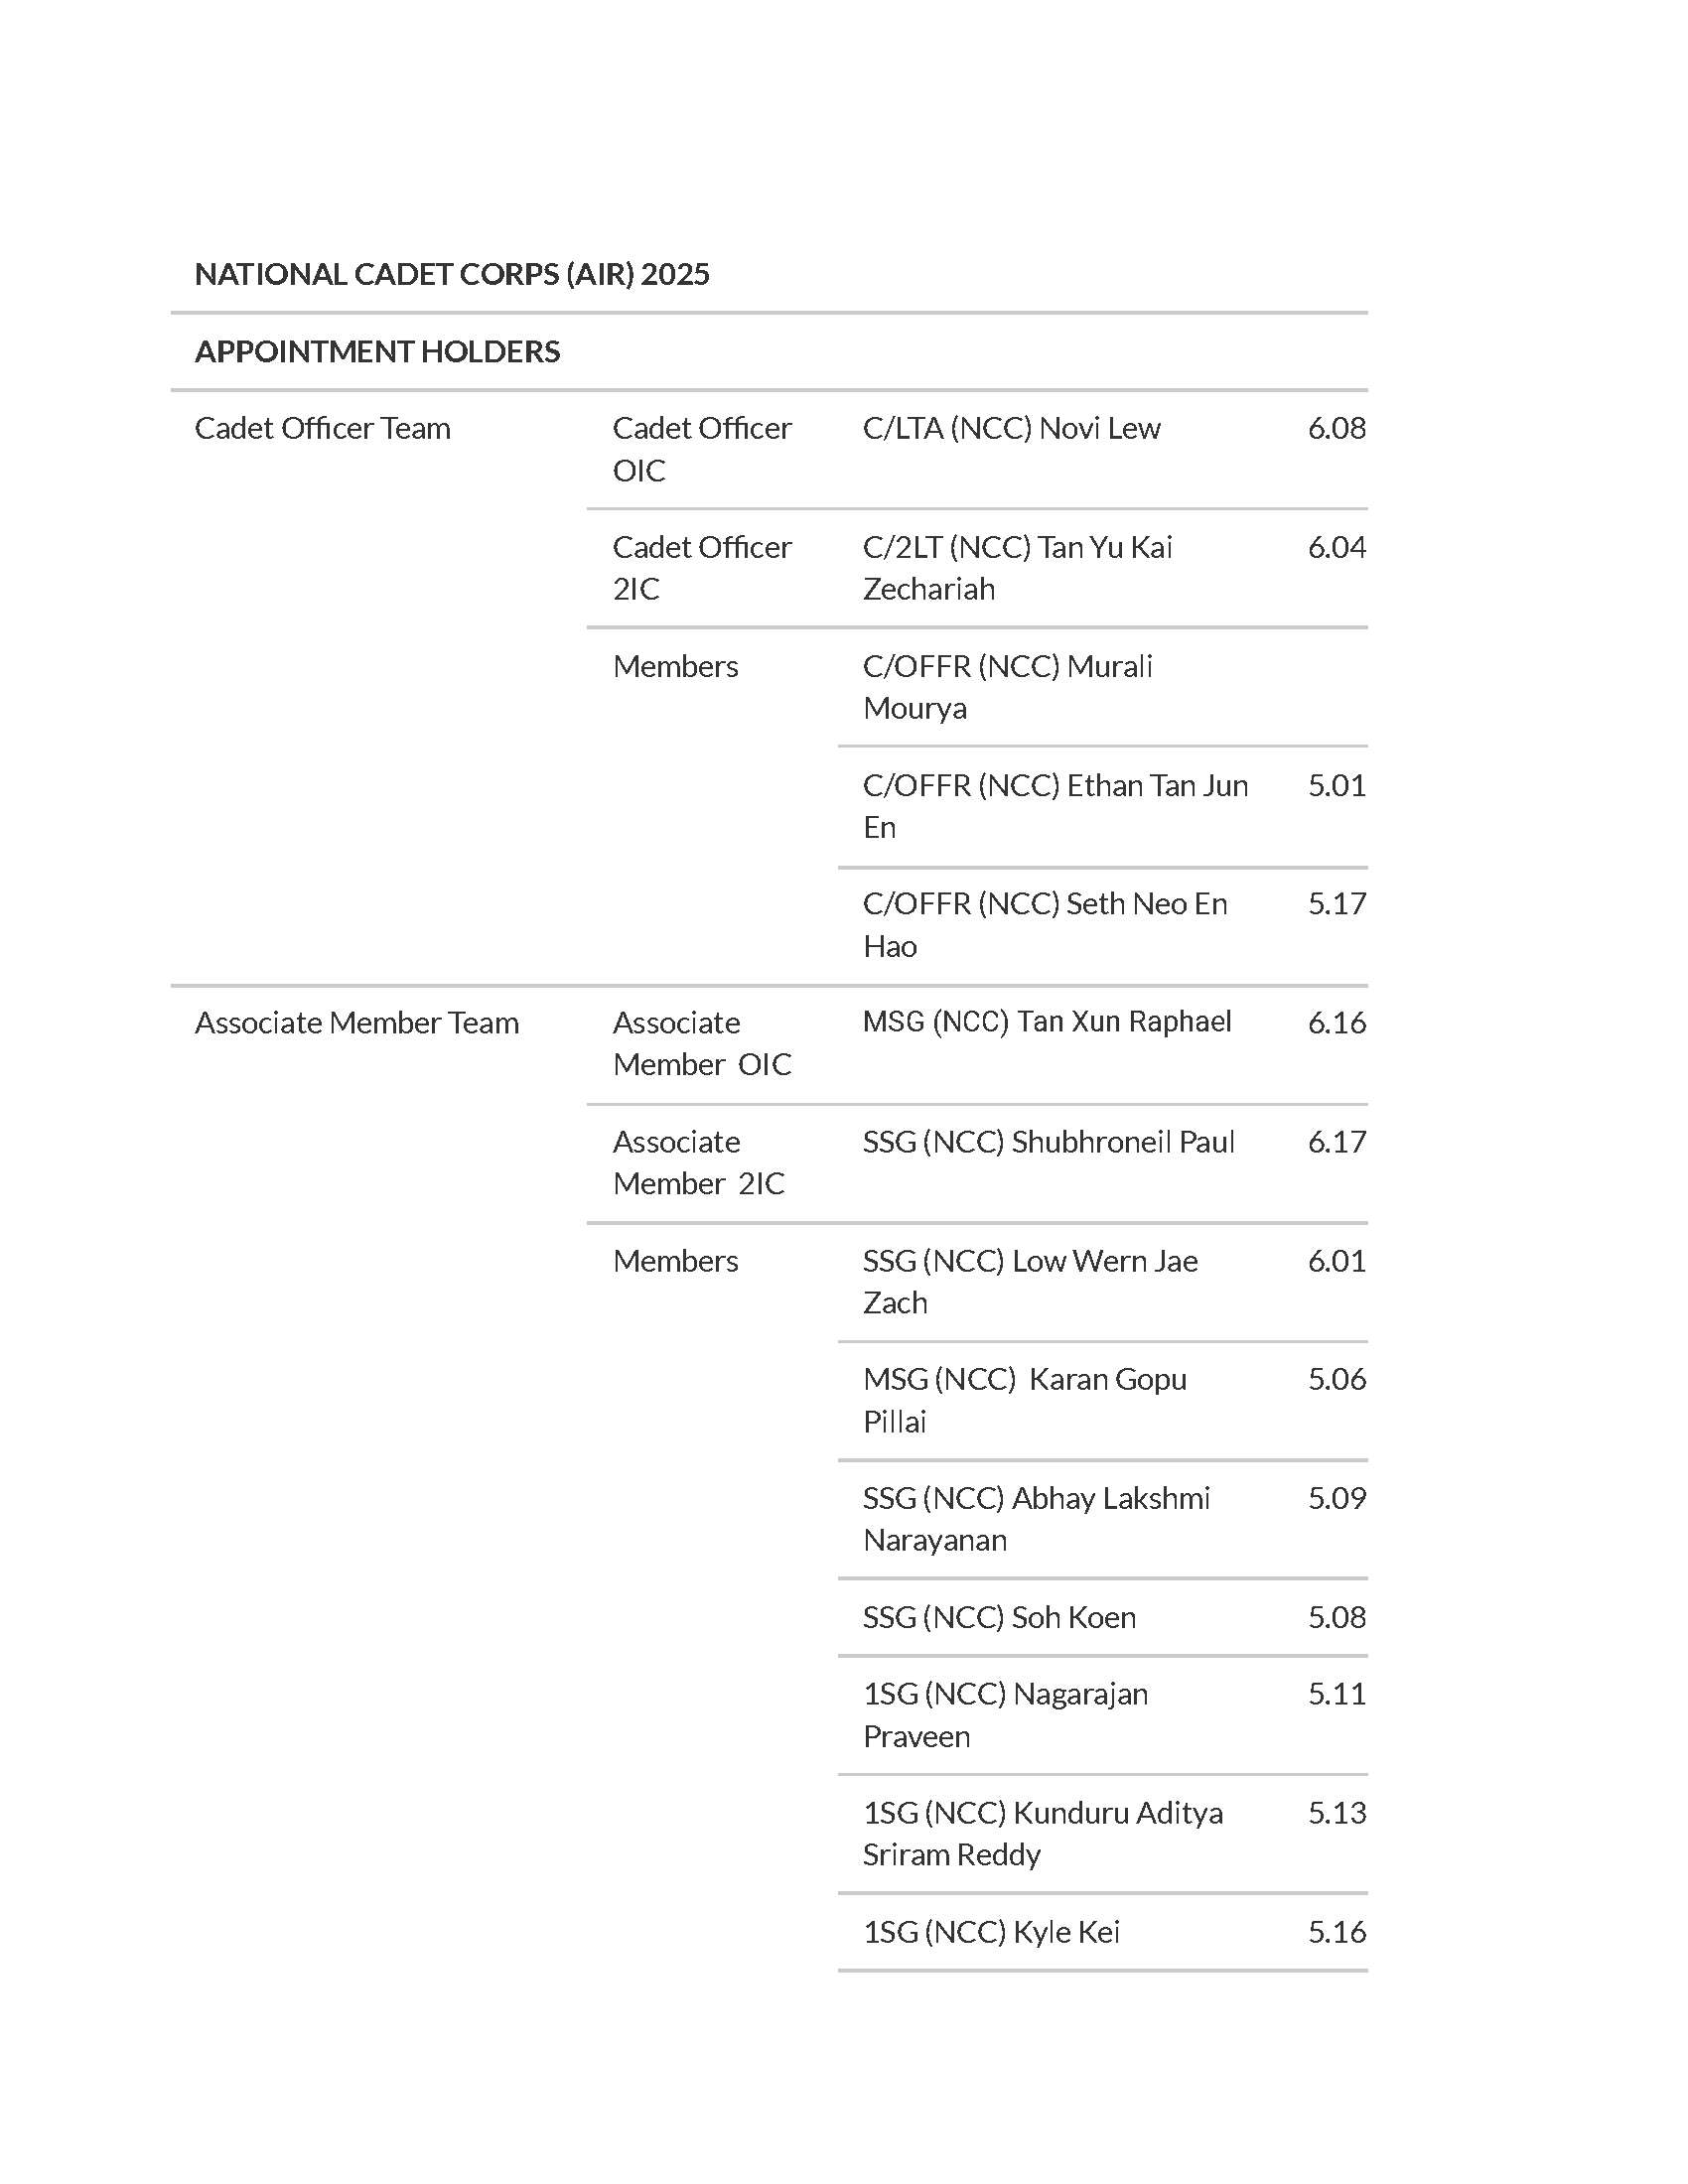 NATIONAL CADET CORPS (AIR) 2025
APPOINTMENT HOLDERS
Cadet Officer Team
Cadet Officer
OIC
C/LTA (NCC) Novi Lew
6.08
Cadet Officer
2IC
C/2LT (NCC) Tan Yu Kai
Zechariah
6.04
Members
C/OFFR (NCC) Murali
Mourya
C/OFFR (NCC) Ethan Tan Jun
En
5.01
C/OFFR (NCC) Seth Neo En
Hao
5.17
Associate Member Team
Associate
Member  OIC
MSG (NCC) Tan Xun Raphael
6.16
Associate
Member  2IC
SSG (NCC) Shubhroneil Paul
6.17
Members
SSG (NCC) Low Wern Jae
Zach
6.01
MSG (NCC)  Karan Gopu
Pillai
5.06
SSG (NCC) Abhay Lakshmi
Narayanan
5.09
SSG (NCC) Soh Koen
5.08
1SG (NCC) Nagarajan
Praveen
5.11
1SG (NCC) Kunduru Aditya
Sriram Reddy
5.13
1SG (NCC) Kyle Kei
5.16